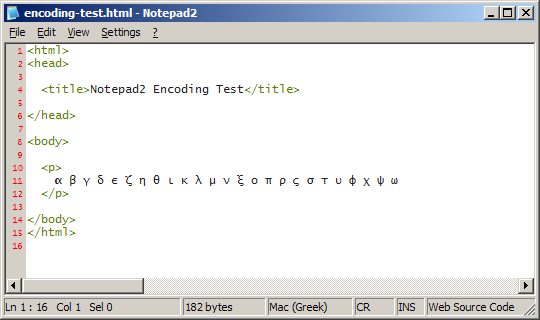 encoding-test.html - Notepad2
File Edit View Settings ?
1 <html>
2 <head>
3
4 <title>Notepad2 Encoding Test</title>
5
6 </head>
7
8 <body>
9
10 <p>
11 α β γ δ ε ζ η θ ι κ λ μ ν ξ ο π ρ ς σ τ υ φ χ ψ ω
12 </p>
13
14 </body>
15 </html>
16
Ln 1 : 16 Col 1 Sel 0 182 bytes Mac (Greek) CR INS Web Source Code